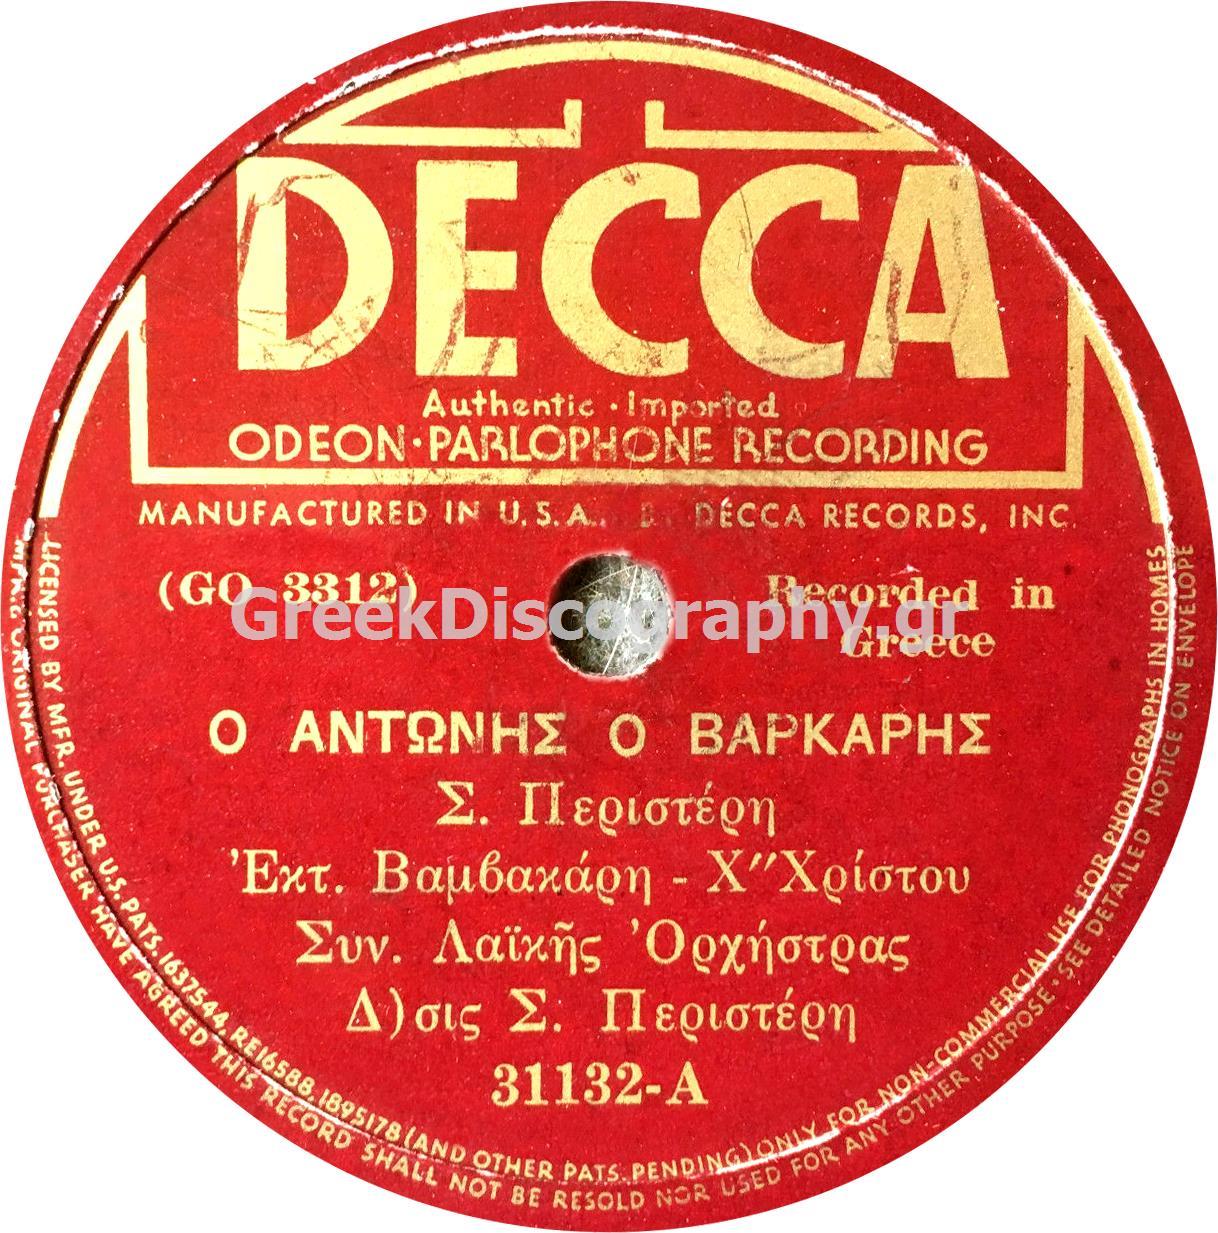 DECCA
Authentic · Imported
ODEON·PARLOPHONE RECORDING
MANUFACTURED IN U.S.A. BY DECCA RECORDS, INC.
(GO 3312)
Recorded in
Greece
GreekDiscography.gr
Ο ΑΝΤΩΝΗΣ Ο ΒΑΡΚΑΡΗΣ
Σ. Περιστέρη
Ἐκτ. Βαμβακάρη - Χ"Χρίστου
Συν. Λαϊκῆς Ὀρχήστρας
Δ)σις Σ. Περιστέρη
31132-A
LICENSED BY MFR. UNDER U.S. PATS. 1637544, RE16588, 1895178 (AND OTHER PATS. PENDING) ONLY FOR NON-COMMERCIAL USE FOR PHONOGRAPHS IN HOMES
MFR. & ORIGINAL PURCHASER HAVE AGREED THIS RECORD SHALL NOT BE RESOLD NOR USED FOR ANY OTHER PURPOSE · SEE DETAILED NOTICE ON ENVELOPE